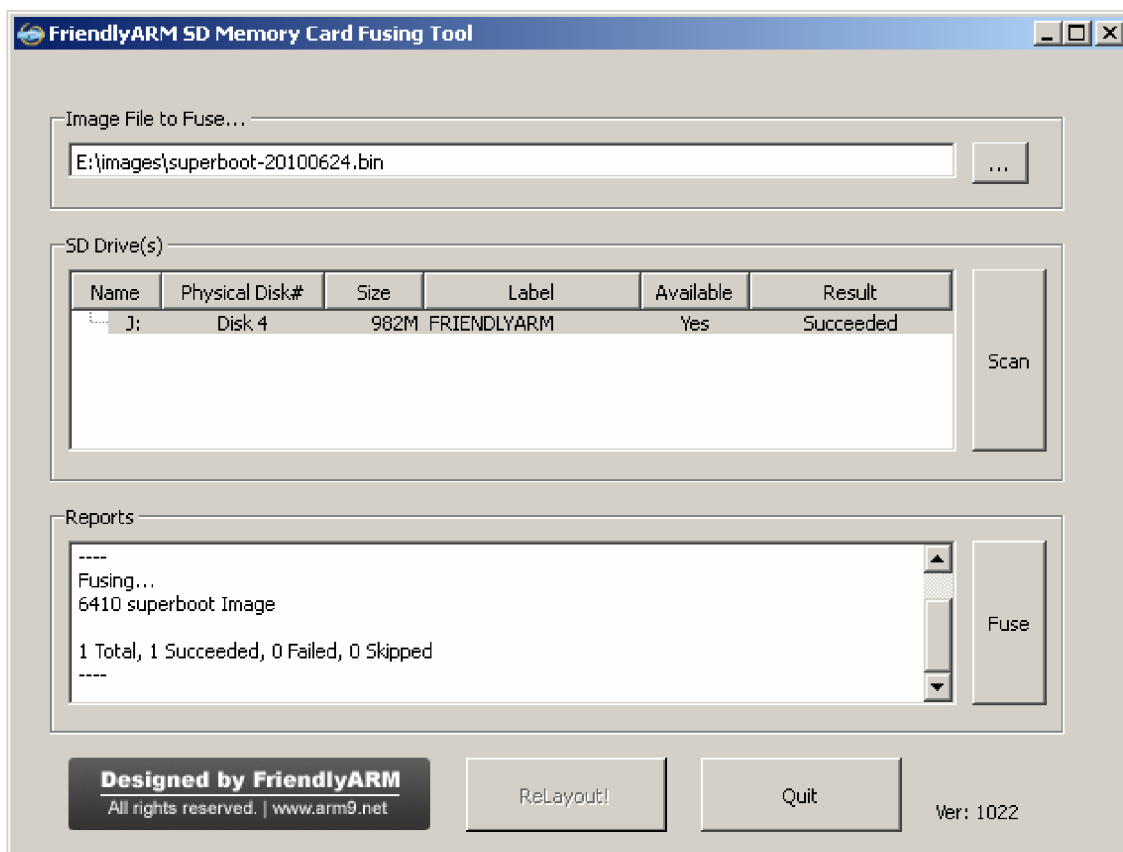 FriendlyARM SD Memory Card Fusing Tool
Image File to Fuse...
E:\images\superboot-20100624.bin
...
SD Drive(s)
Name Physical Disk# Size Label Available Result
J: Disk 4 982M FRIENDLYARM Yes Succeeded
Scan
Reports
----
Fusing...
6410 superboot Image
1 Total, 1 Succeeded, 0 Failed, 0 Skipped
----
Fuse
Designed by FriendlyARM
All rights reserved. | www.arm9.net
ReLayout!
Quit
Ver: 1022